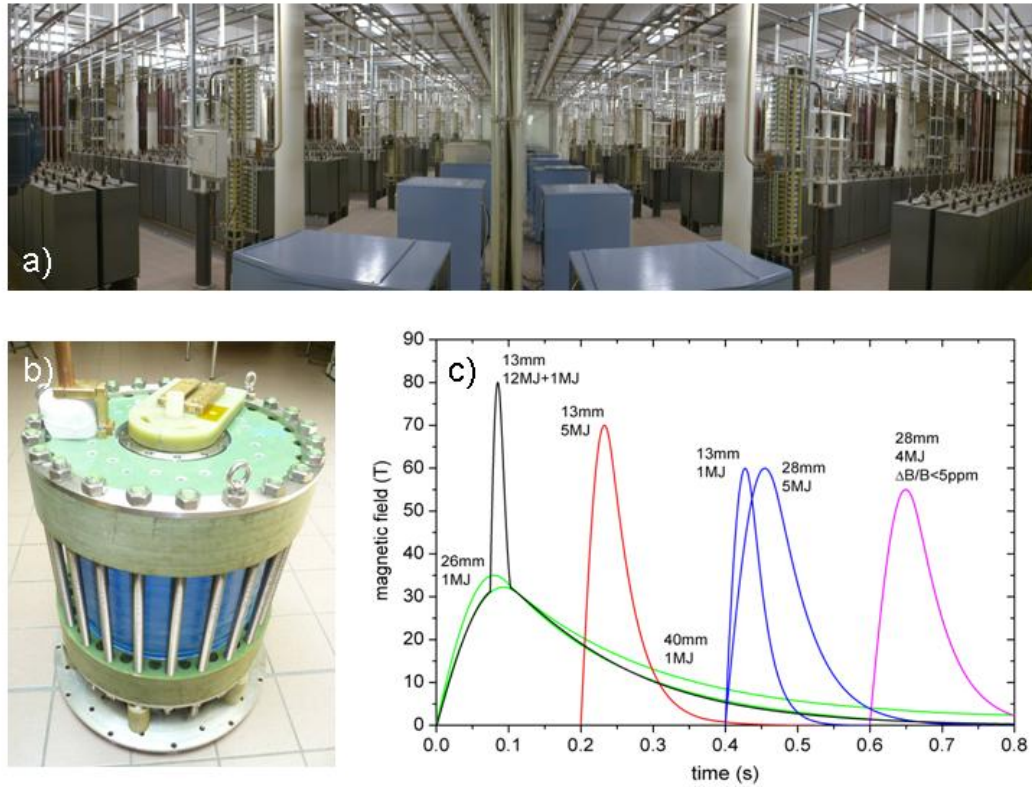 a)
b)
c)
90
80
70
60
50
40
30
20
10
0
magnetic field (T)
13mm
12MJ+1MJ
13mm
5MJ
13mm
1MJ
28mm
5MJ
28mm
4MJ
ΔB/B<5ppm
26mm
1MJ
40mm
1MJ
0.0 0.1 0.2 0.3 0.4 0.5 0.6 0.7 0.8
time (s)